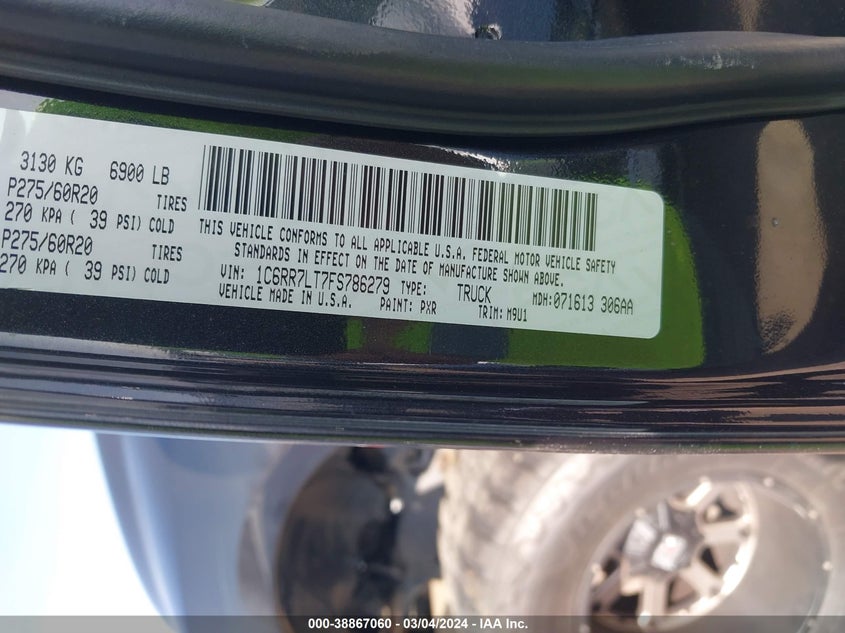 3130 KG 6900 LB
P275/60R20 TIRES
270 KPA ( 39 PSI) COLD
P275/60R20 TIRES
270 KPA ( 39 PSI) COLD
THIS VEHICLE CONFORMS TO ALL APPLICABLE U.S.A. FEDERAL MOTOR VEHICLE SAFETY
STANDARDS IN EFFECT ON THE DATE OF MANUFACTURE SHOWN ABOVE.
VIN: 1C6RR7LT7FS786279 TYPE: TRUCK MDH:071613 306AA
VEHICLE MADE IN U.S.A. PAINT: PXR TRIM: M9U1
000-38867060 - 03/04/2024 - IAA Inc.